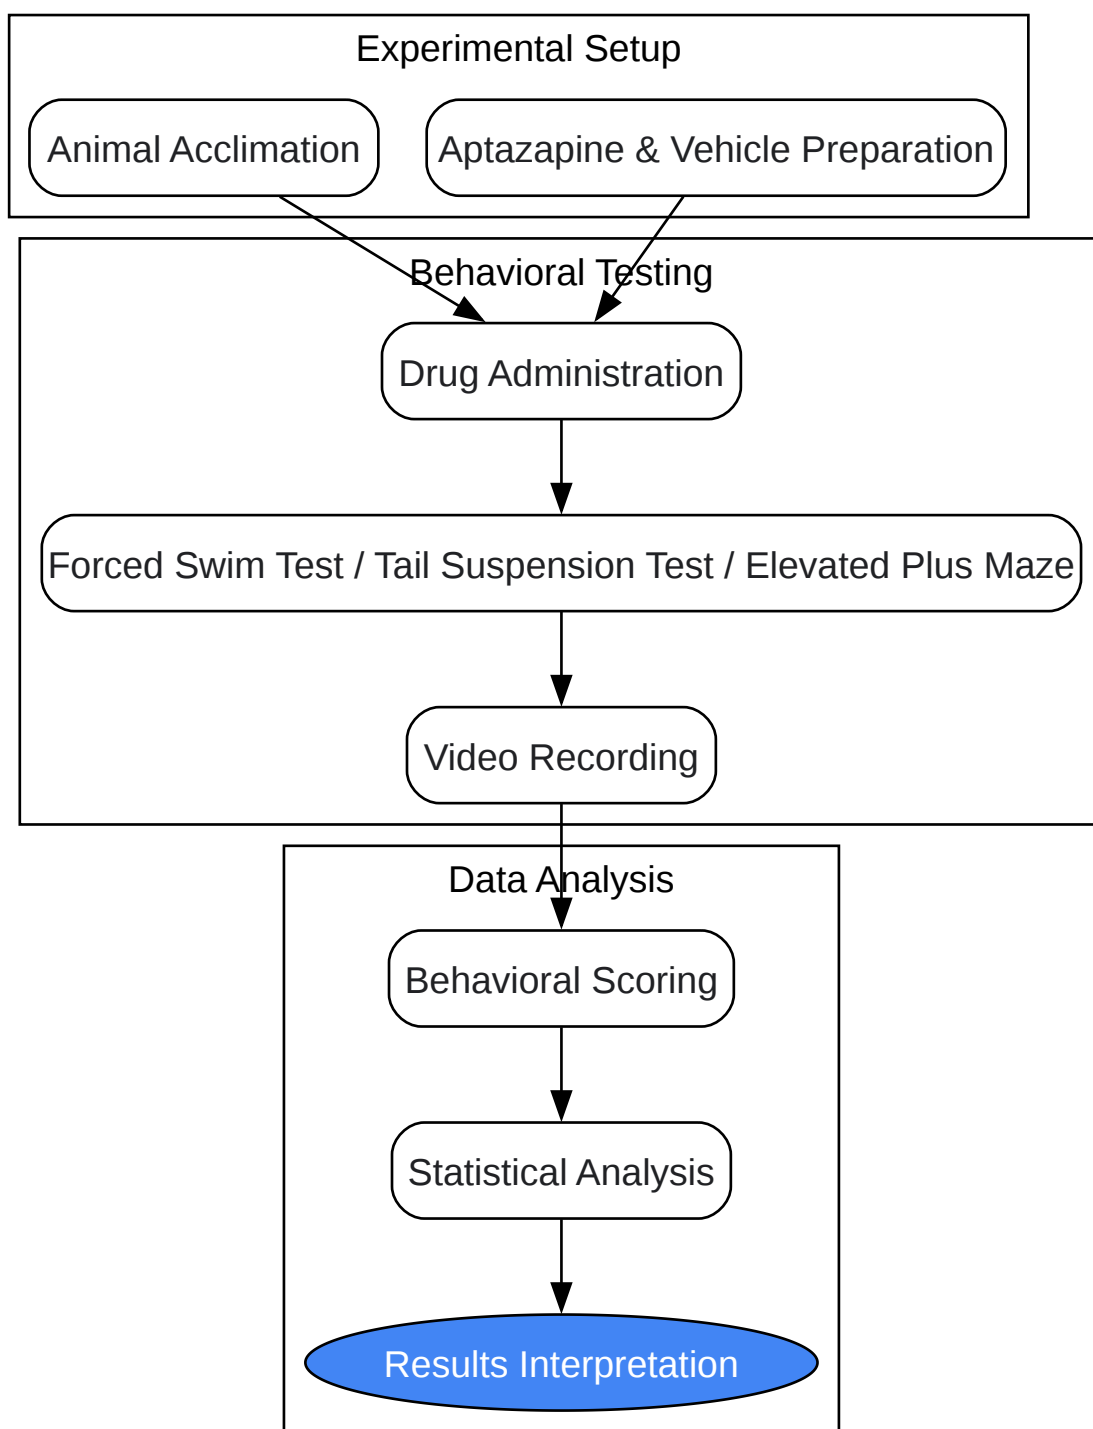 Experimental Setup
Animal Acclimation
Aptazapine & Vehicle Preparation
Behavioral Testing
Drug Administration
Forced Swim Test / Tail Suspension Test / Elevated Plus Maze
Video Recording
Data Analysis
Behavioral Scoring
Statistical Analysis
Results Interpretation